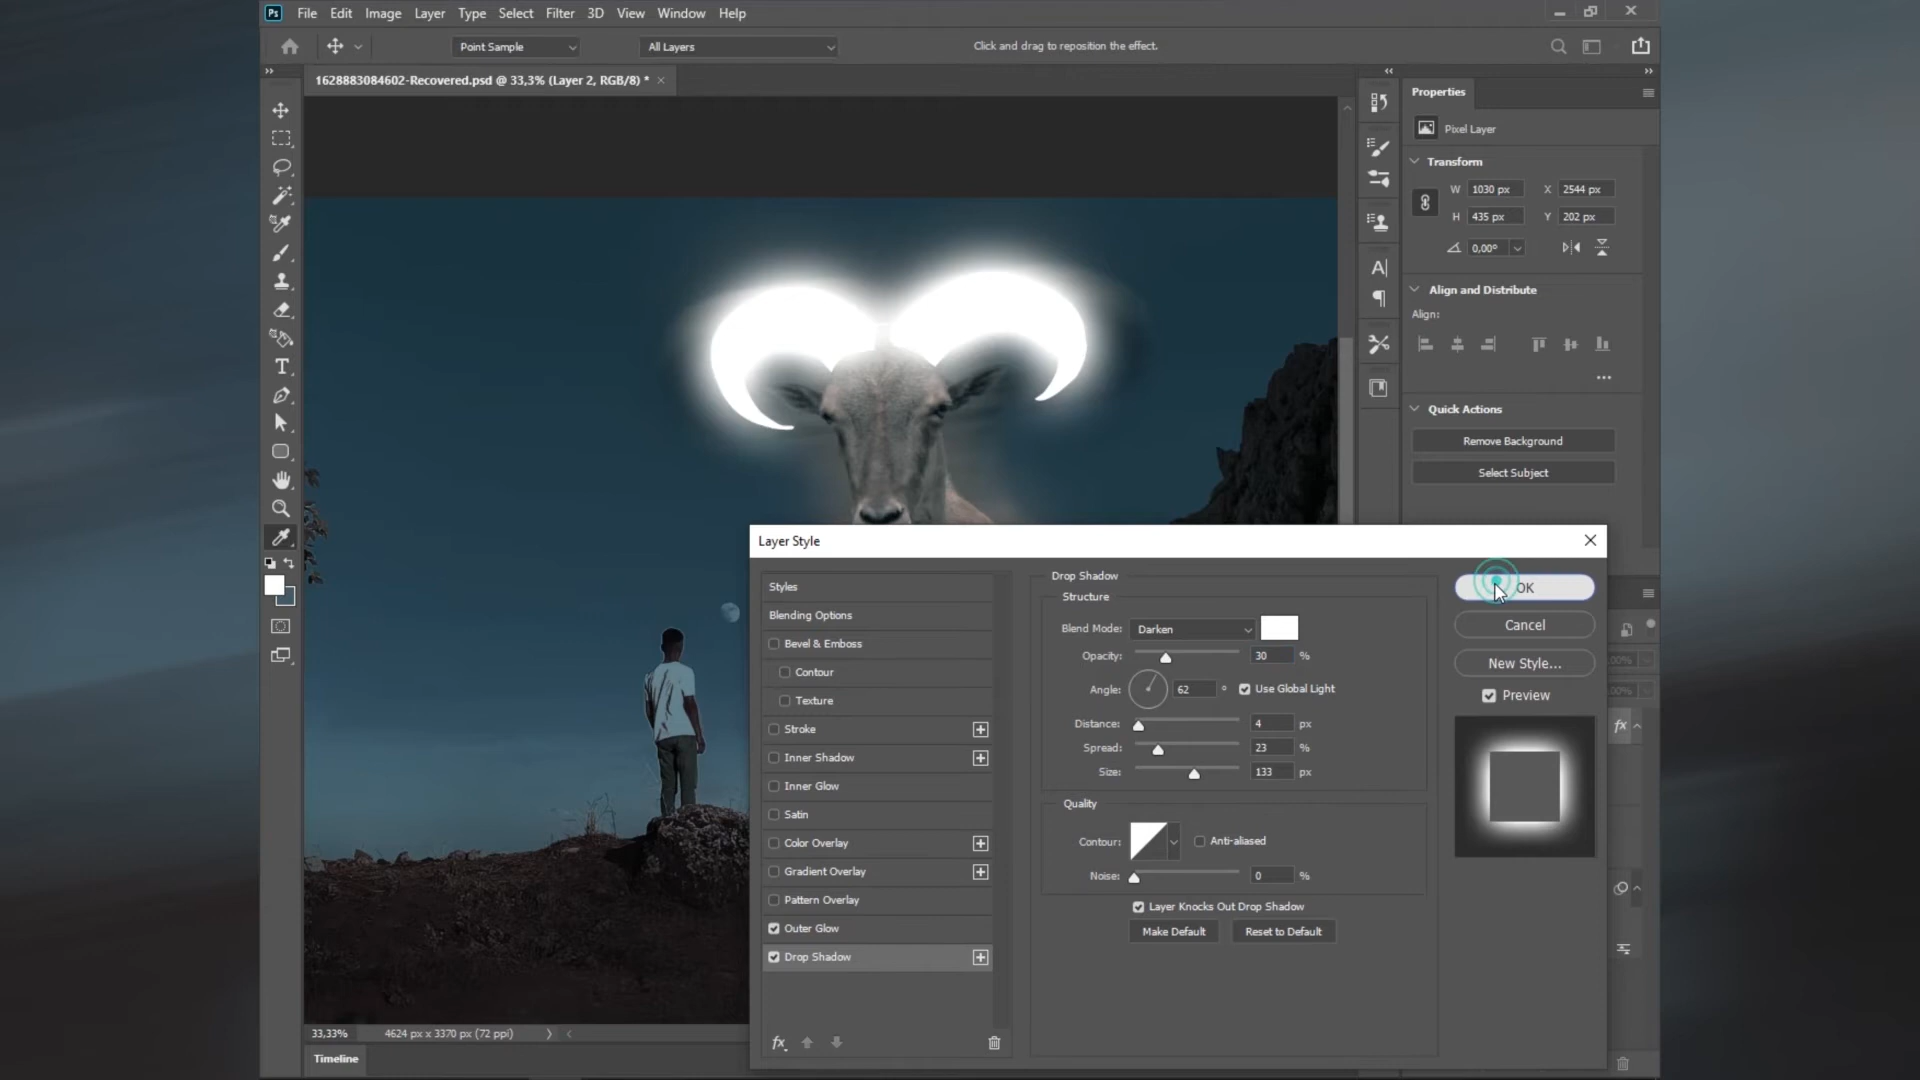 Ps File Edit Image Layer Type Select Filter 3D View Window Help
Point Sample All Layers Click and drag to reposition the effect.
1628883084602-Recovered.psd @ 33,3% (Layer 2, RGB/8) *
Properties
Pixel Layer
Transform
W 1030 px X 2544 px
H 435 px Y 202 px
0,00°
Align and Distribute
Align:
Quick Actions
Remove Background
Select Subject
Layer Style
Styles
Blending Options
Bevel & Emboss
Contour
Texture
Stroke
Inner Shadow
Inner Glow
Satin
Color Overlay
Gradient Overlay
Pattern Overlay
Outer Glow
Drop Shadow
fx
Drop Shadow
Structure
Blend Mode: Darken
Opacity: 30 %
Angle: 62 ° Use Global Light
Distance: 4 px
Spread: 23 %
Size: 133 px
Quality
Contour: Anti-aliased
Noise: 0 %
Layer Knocks Out Drop Shadow
Make Default Reset to Default
OK
Cancel
New Style...
Preview
fx
33,33% 4624 px x 3370 px (72 ppi)
Timeline